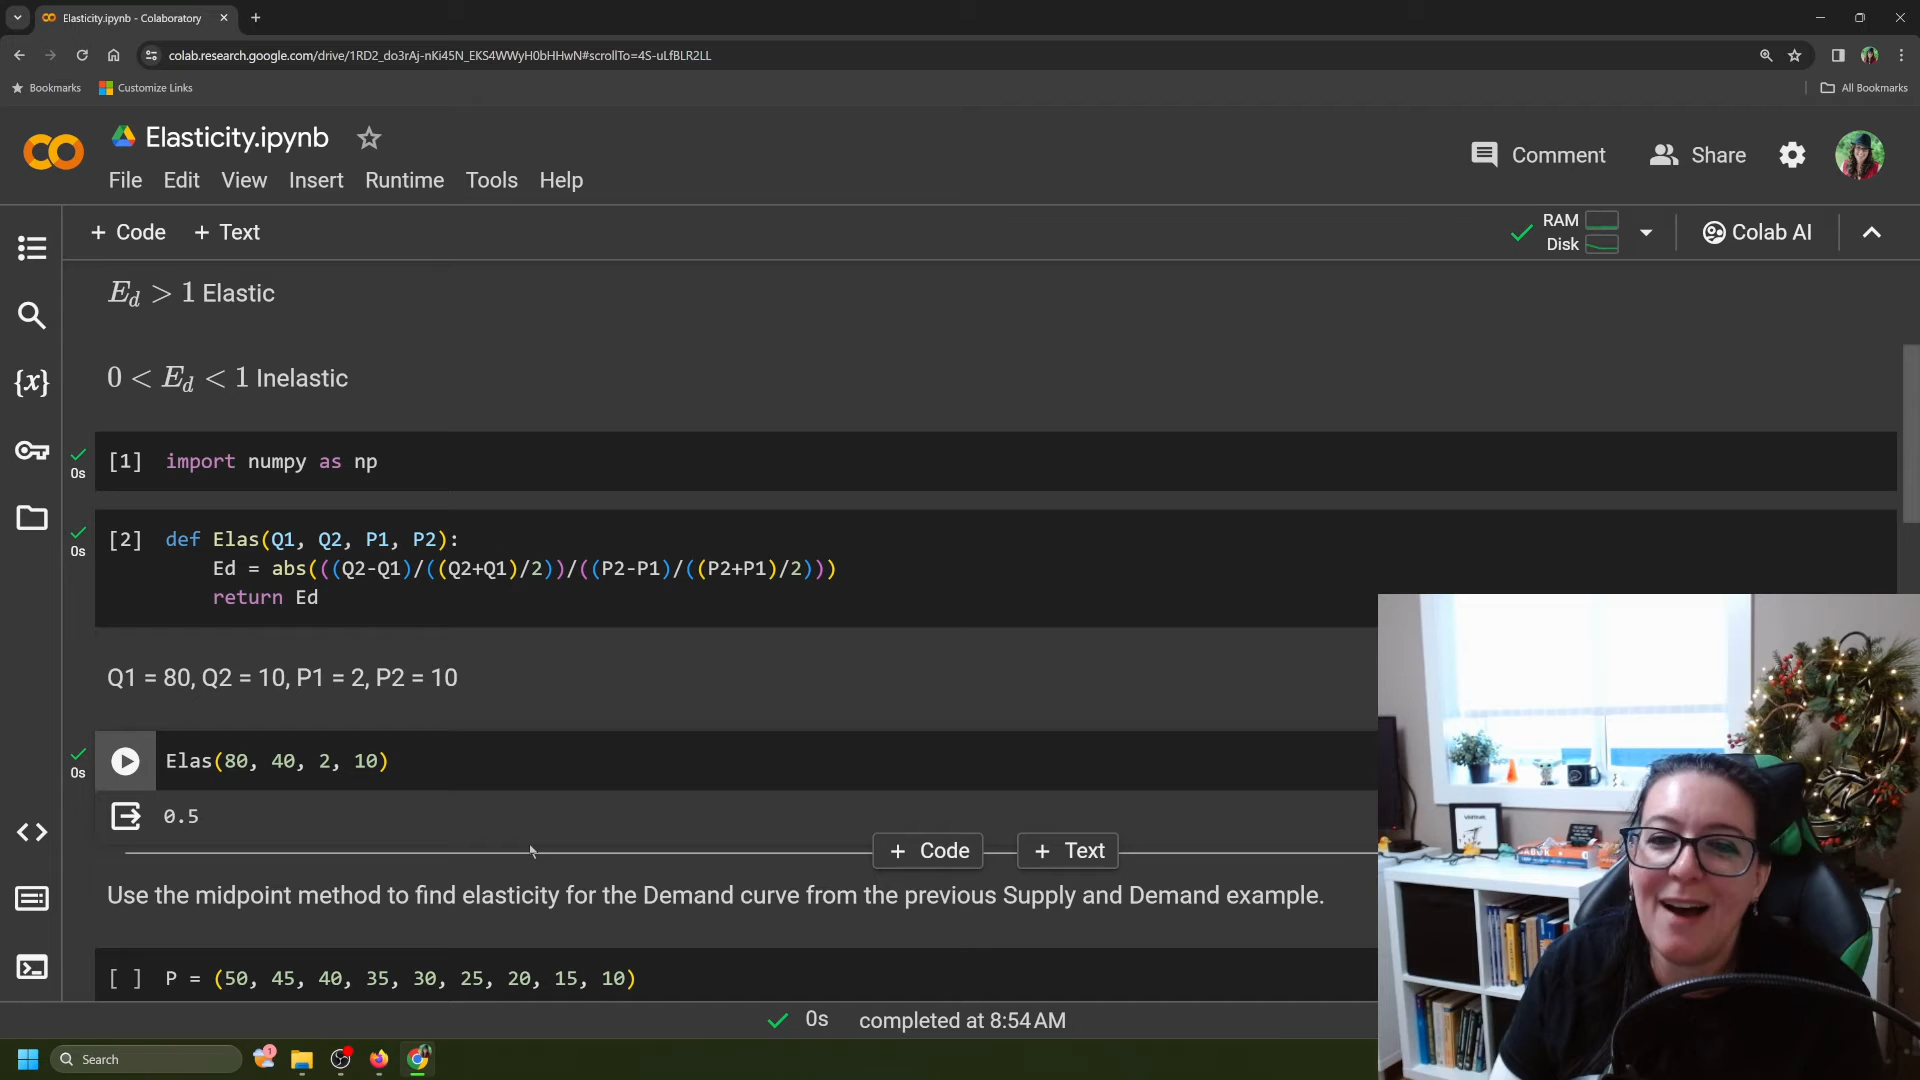 Elasticity.ipynb - Colaboratory
colab.research.google.com/drive/1RD2_do3rAj-nKi45N_EKS4WWyH0bHHwN#scrollTo=4S-uLfBLR2LL
Bookmarks Customize Links All Bookmarks
Elasticity.ipynb
Comment Share
File Edit View Insert Runtime Tools Help
+ Code + Text
RAM
Disk
Colab AI
E_d > 1 Elastic
0 < E_d < 1 Inelastic
{x}
[1] import numpy as np
0s
[2] def Elas(Q1, Q2, P1, P2):
0s
Ed = abs(((Q2-Q1)/((Q2+Q1)/2))/((P2-P1)/((P2+P1)/2)))
return Ed
Q1 = 80, Q2 = 10, P1 = 2, P2 = 10
Elas(80, 40, 2, 10)
0s
0.5
+ Code + Text
Use the midpoint method to find elasticity for the Demand curve from the previous Supply and Demand example.
[ ] P = (50, 45, 40, 35, 30, 25, 20, 15, 10)
0s completed at 8:54 AM
Search
1